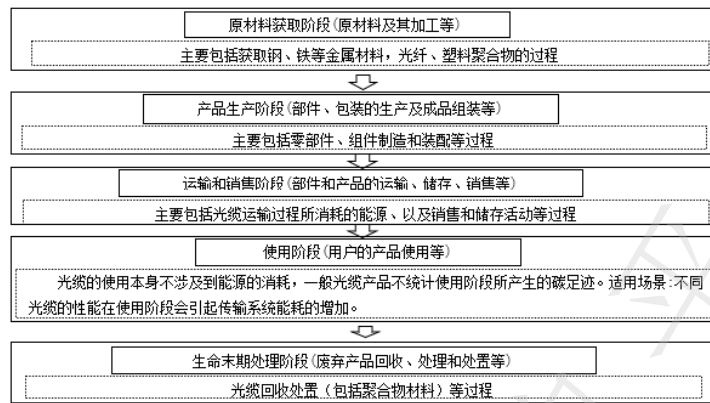 原材料获取阶段(原材料及其加工等)
主要包括获取钢、铁等金属材料，光纤、塑料聚合物的过程
产品生产阶段(部件、包装的生产及成品组装等)
主要包括零部件、组件制造和装配等过程
运输和销售阶段(部件和产品的运输、储存、销售等)
主要包括光缆运输过程所消耗的能源、以及销售和储存活动等过程
使用阶段(用户的产品使用等)
光缆的使用本身不涉及到能源的消耗，一般光缆产品不统计使用阶段所产生的碳足迹。适用场景:不同
光缆的性能在使用阶段会引起传输系统能耗的增加。
生命末期处理阶段(废弃产品回收、处理和处置等)
光缆回收处置（包括聚合物材料）等过程